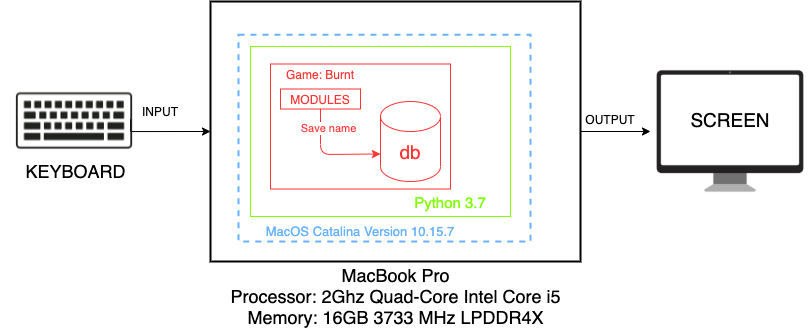 Game: Burnt
MODULES
INPUT
Save name
OUTPUT
SCREEN
db
KEYBOARD
Python 3.7
MacOS Catalina Version 10.15.7
MacBook Pro
Processor: 2Ghz Quad-Core Intel Core i5
Memory: 16GB 3733 MHz LPDDR4X